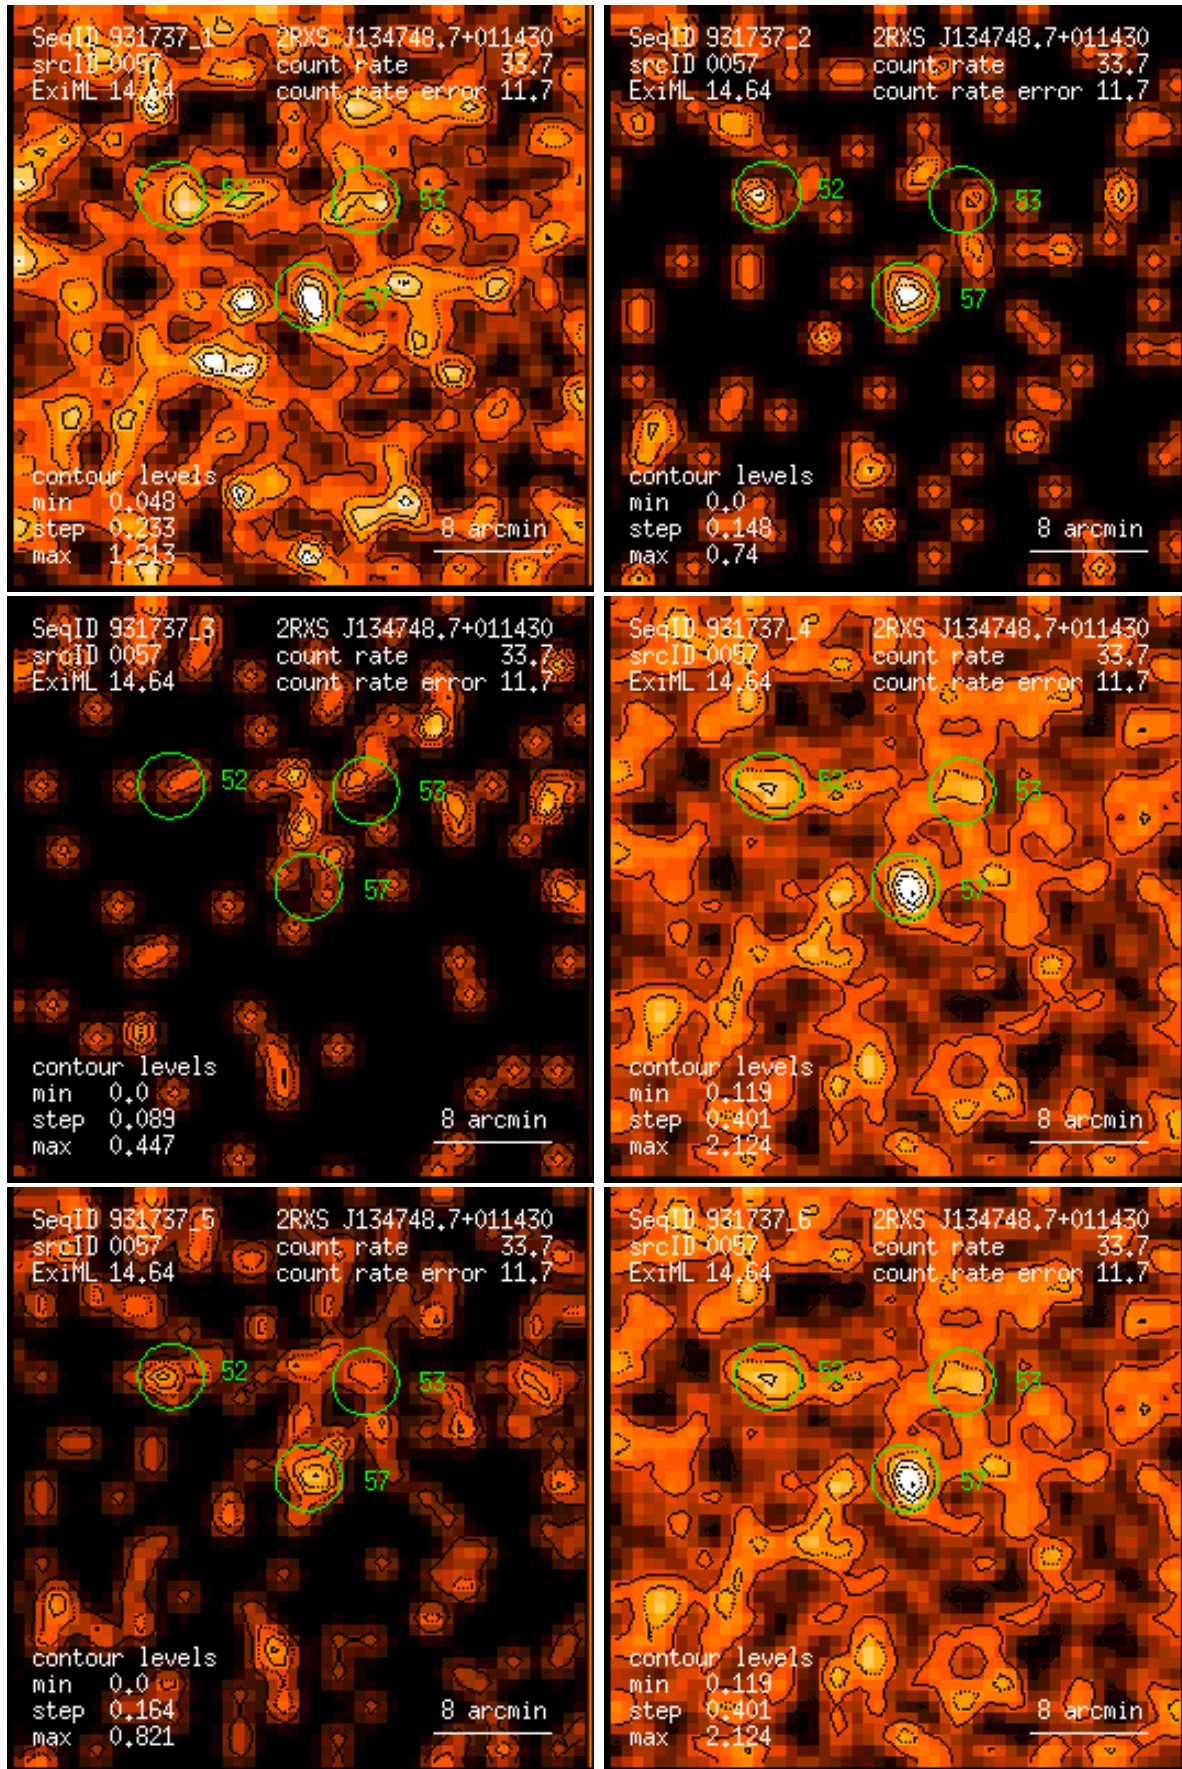 SeqID 931737_1 2RXS J134748.7+011430
srcID 0057 count rate 33.7
ExiML 14.64 count rate error 11.7
52
53
57
contour levels
min 0.048
step 0.233
max 1.213
8 arcmin
SeqID 931737_2 2RXS J134748.7+011430
srcID 0057 count rate 33.7
ExiML 14.64 count rate error 11.7
52
53
57
contour levels
min 0.0
step 0.148
max 0.74
8 arcmin
SeqID 931737_3 2RXS J134748.7+011430
srcID 0057 count rate 33.7
ExiML 14.64 count rate error 11.7
52
53
57
contour levels
min 0.0
step 0.089
max 0.447
8 arcmin
SeqID 931737_4 2RXS J134748.7+011430
srcID 0057 count rate 33.7
ExiML 14.64 count rate error 11.7
52
53
57
contour levels
min 0.119
step 0.401
max 2.124
8 arcmin
SeqID 931737_5 2RXS J134748.7+011430
srcID 0057 count rate 33.7
ExiML 14.64 count rate error 11.7
52
53
57
contour levels
min 0.0
step 0.164
max 0.821
8 arcmin
SeqID 931737_6 2RXS J134748.7+011430
srcID 0057 count rate 33.7
ExiML 14.64 count rate error 11.7
52
53
57
contour levels
min 0.119
step 0.401
max 2.124
8 arcmin